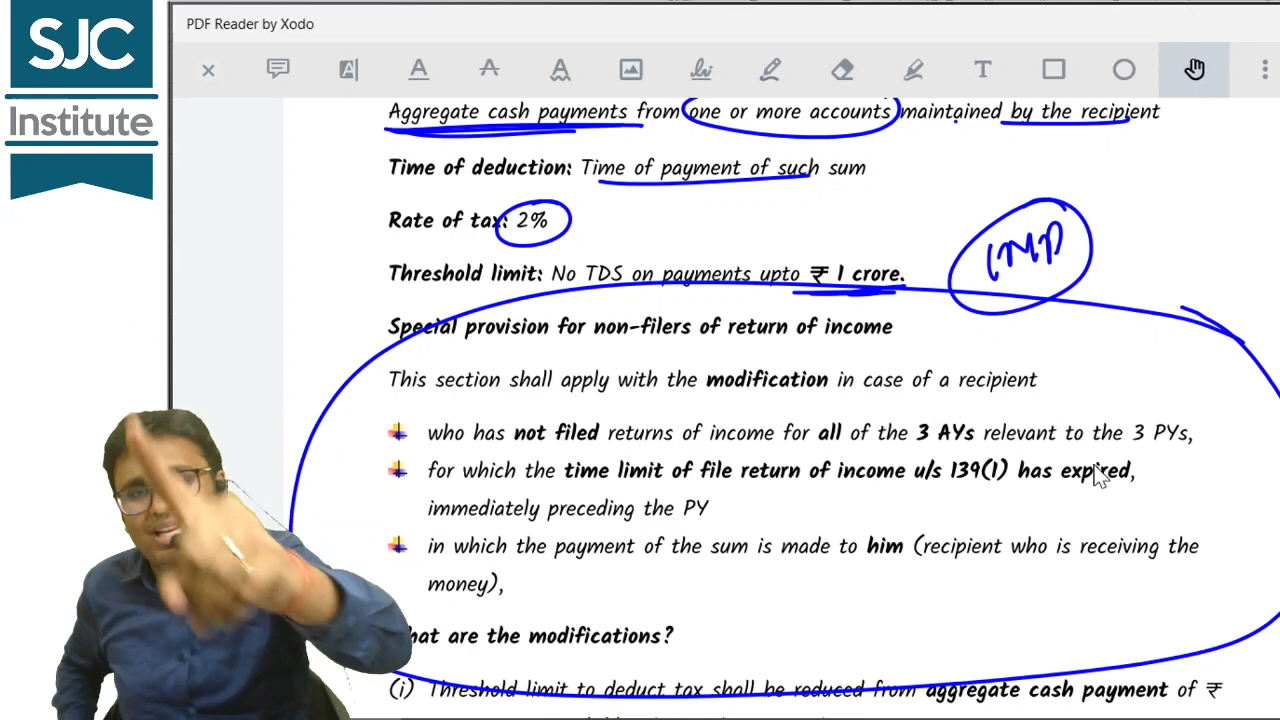 SJC
Institute
PDF Reader by Xodo
Aggregate cash payments from one or more accounts maintained by the recipient
Time of deduction: Time of payment of such sum
Rate of tax: 2%
IMP
Threshold limit: No TDS on payments upto ₹ 1 crore.
Special provision for non-filers of return of income
This section shall apply with the modification in case of a recipient
who has not filed returns of income for all of the 3 AYs relevant to the 3 PYs,
for which the time limit of file return of income u/s 139(1) has expired,
immediately preceding the PY
in which the payment of the sum is made to him (recipient who is receiving the
money),
hat are the modifications?
(i) Threshold limit to deduct tax shall be reduced from aggregate cash payment of ₹